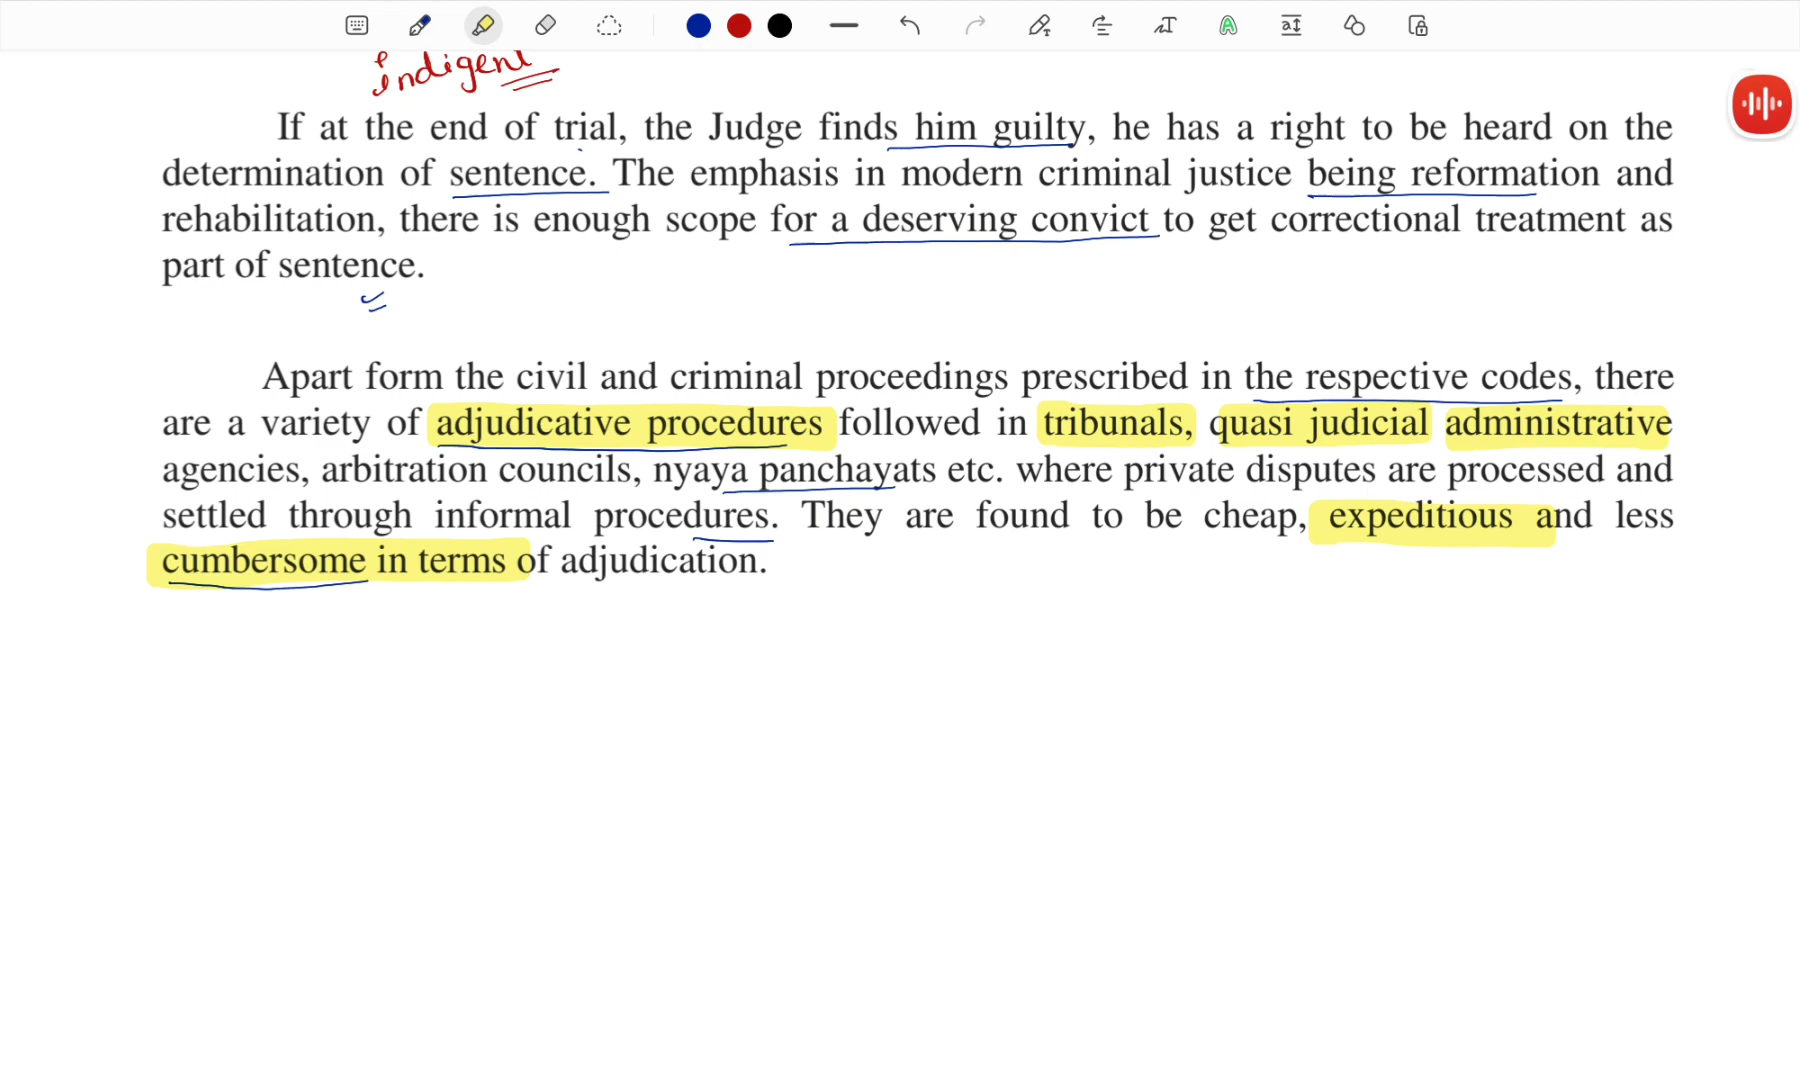 indigent
If at the end of trial, the Judge finds him guilty, he has a right to be heard on the
determination of sentence. The emphasis in modern criminal justice being reformation and
rehabilitation, there is enough scope for a deserving convict to get correctional treatment as
part of sentence.
Apart form the civil and criminal proceedings prescribed in the respective codes, there
are a variety of adjudicative procedures followed in tribunals, quasi judicial administrative
agencies, arbitration councils, nyaya panchayats etc. where private disputes are processed and
settled through informal procedures. They are found to be cheap, expeditious and less
cumbersome in terms of adjudication.